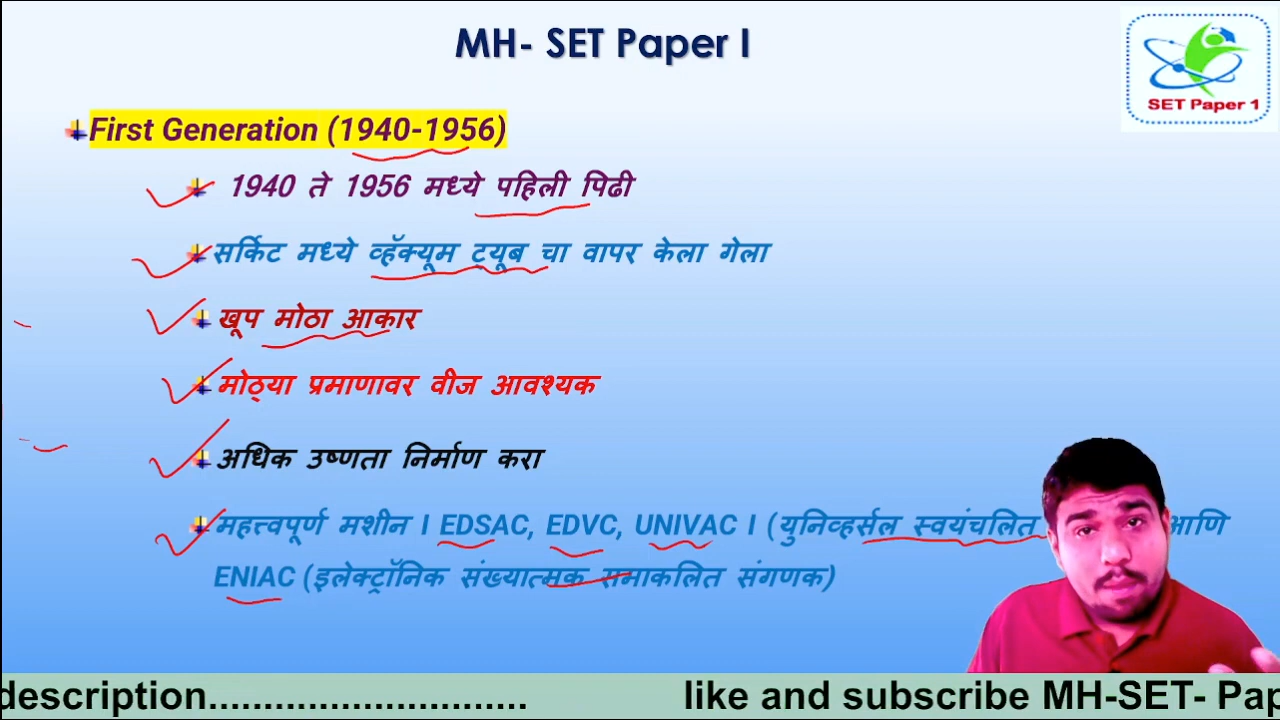 MH- SET Paper I
SET Paper 1
First Generation (1940-1956)
1940 ते 1956 मध्ये पहिली पिढी
सर्किट मध्ये व्हॅक्यूम ट्यूब चा वापर केला गेला
खूप मोठा आकार
मोठ्या प्रमाणावर वीज आवश्यक
अधिक उष्णता निर्माण करा
महत्त्वपूर्ण मशीन I EDSAC, EDVC, UNIVAC I (युनिव्हर्सल स्वयंचलित आणि
ENIAC (इलेक्ट्रॉनिक संख्यात्मक समाकलित संगणक)
description............................ like and subscribe MH-SET- Pap